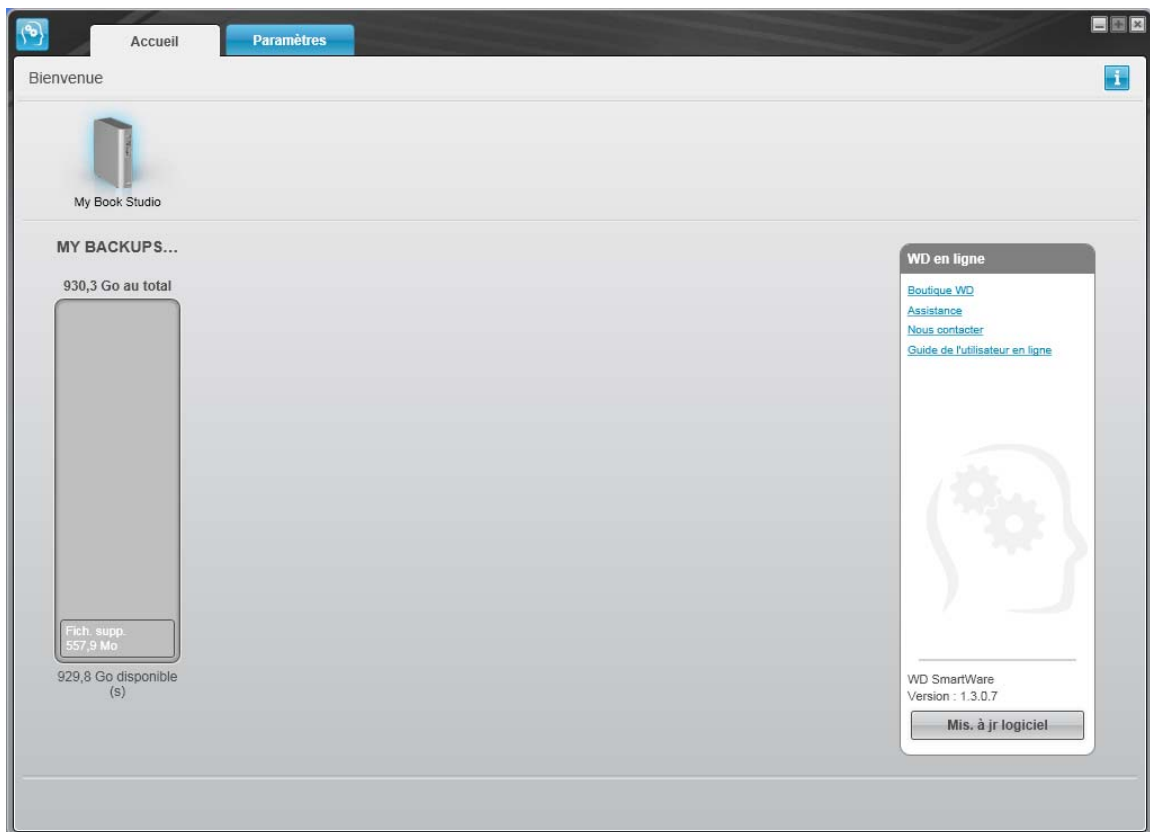 Accueil
Paramètres
Bienvenue
My Book Studio
MY BACKUPS...
930,3 Go au total
Fich. supp.
557,9 Mo
929,8 Go disponible
(s)
WD en ligne
Boutique WD
Assistance
Nous contacter
Guide de l'utilisateur en ligne
WD SmartWare
Version : 1.3.0.7
Mis. à jr logiciel